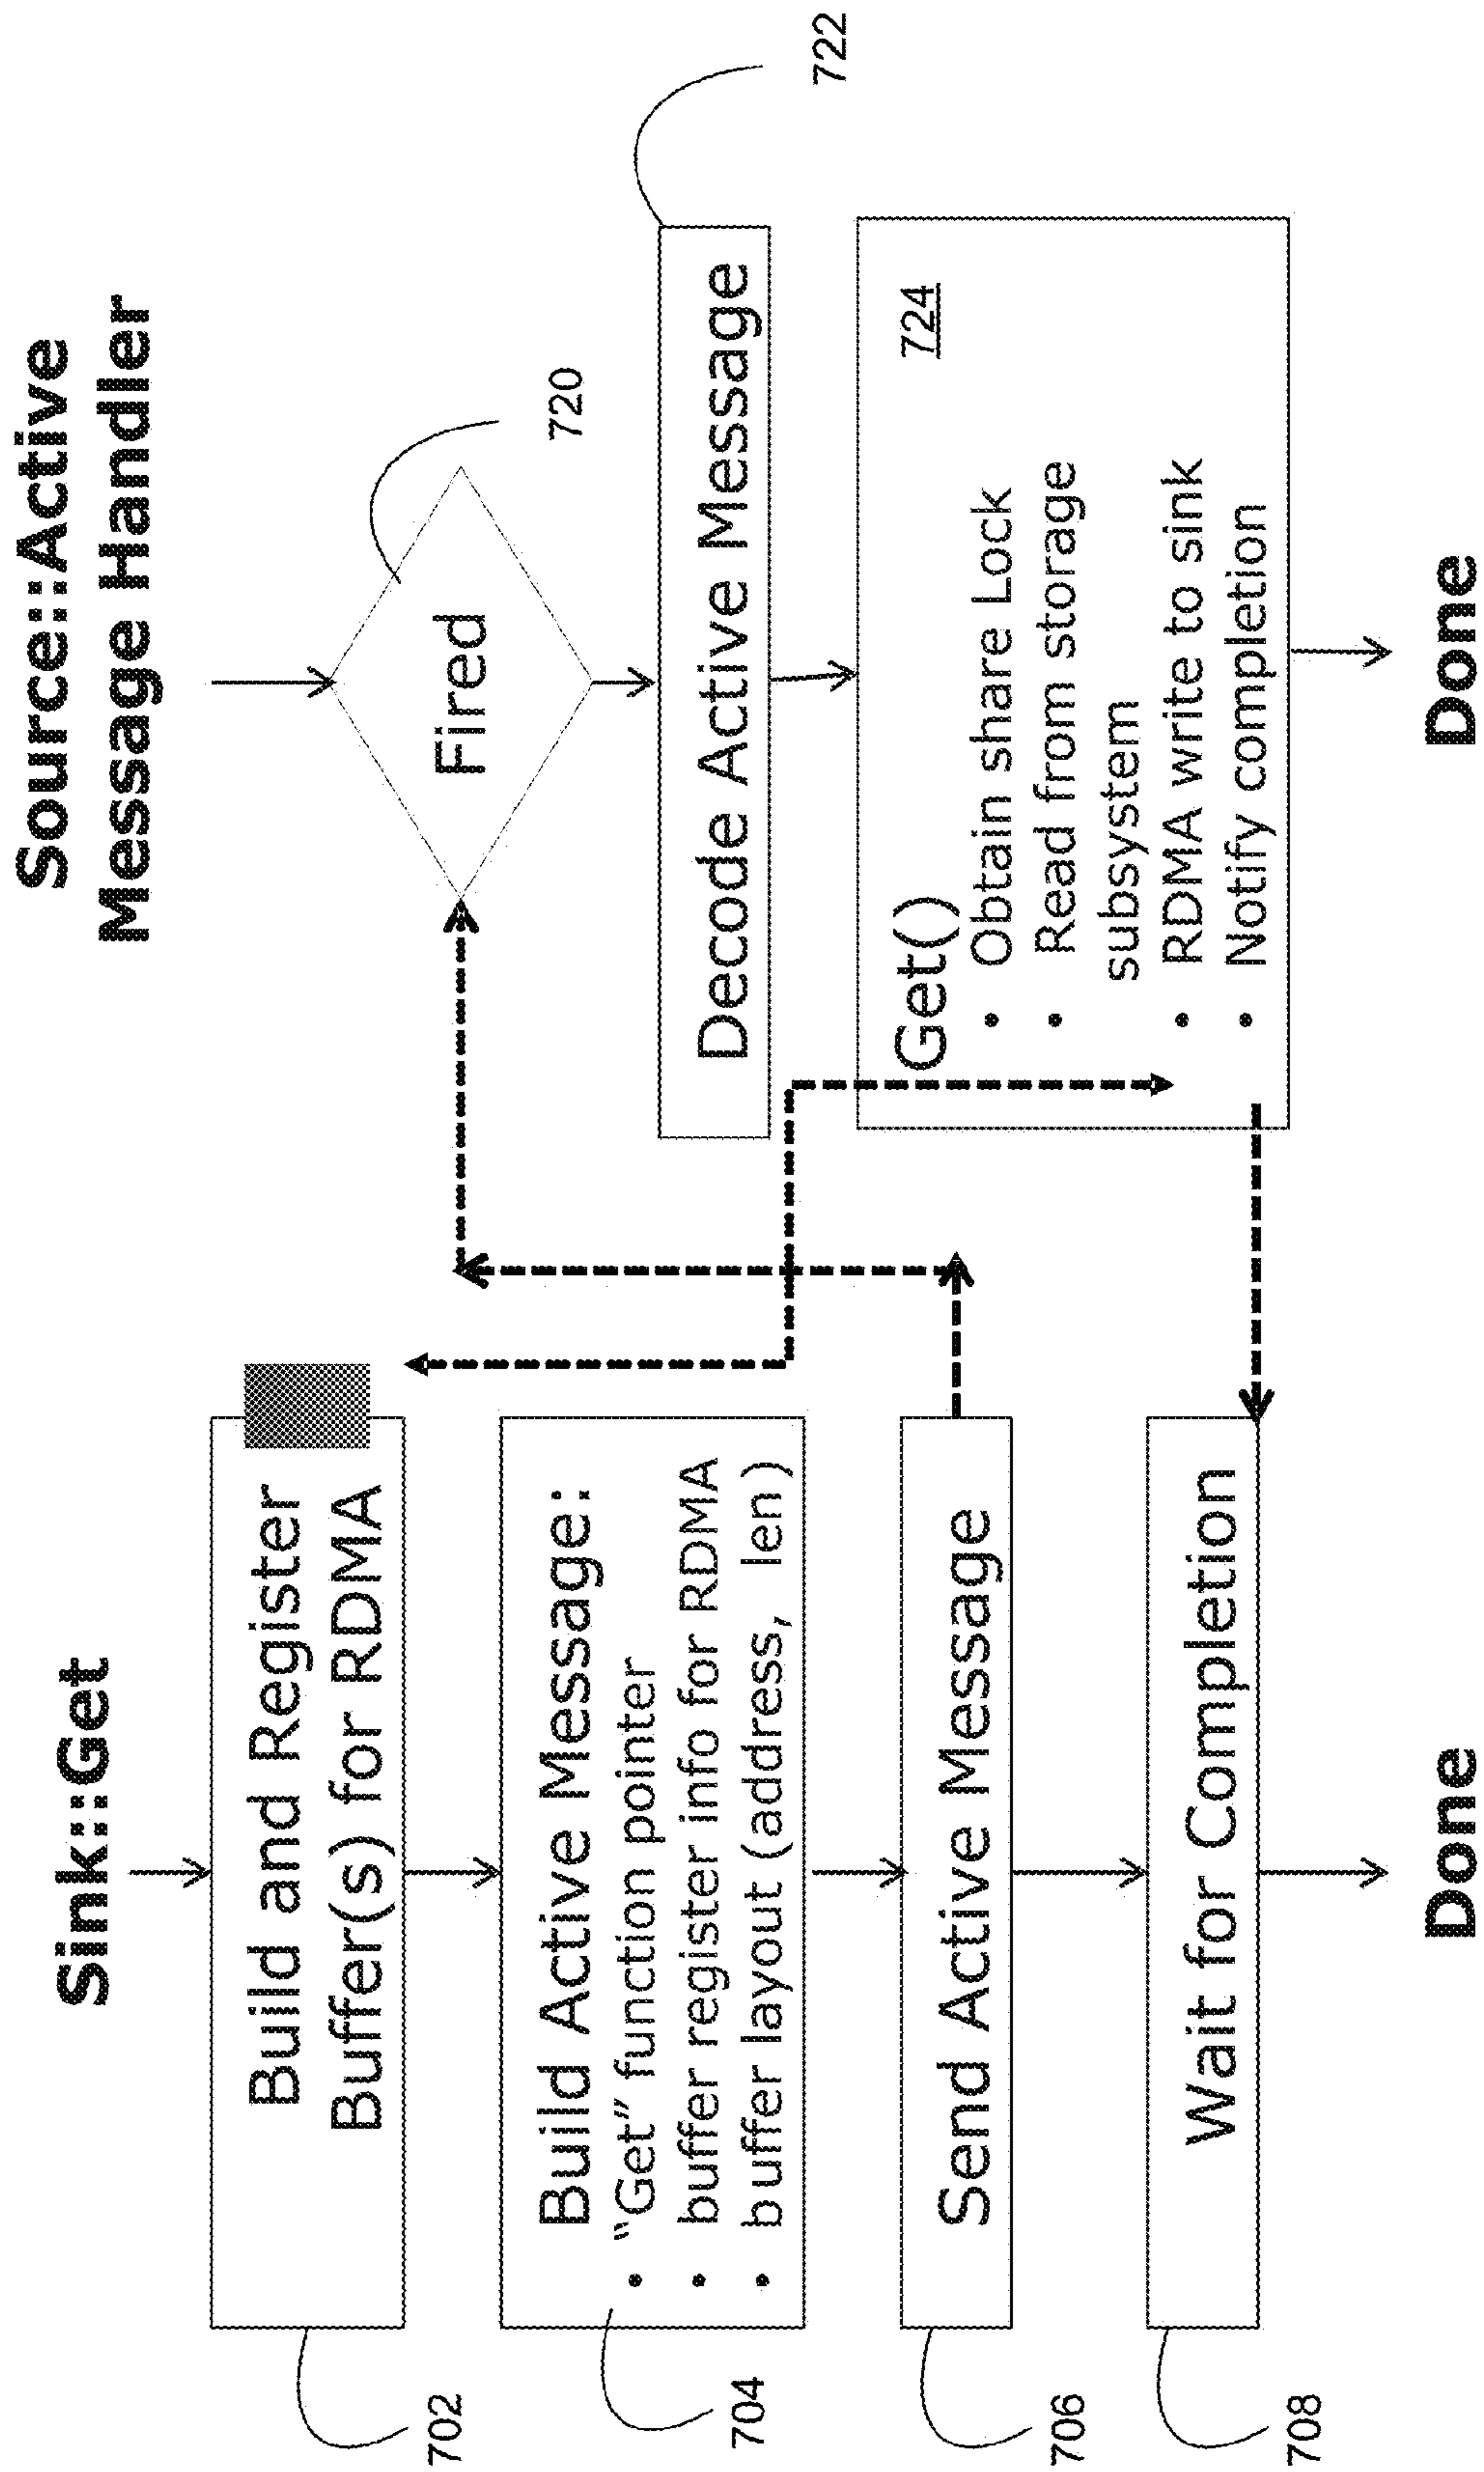 Sink::Get
702
Build and Register
Buffer(s) for RDMA
704
Build Active Message:
• “Get” function pointer
• buffer register info for RDMA
• buffer layout (address, len)
706
Send Active Message
708
Wait for Completion
Done
Source::Active
Message Handler
Fired
720
Decode Active Message
722
Get()
724
• Obtain share Lock
• Read from storage
subsystem
• RDMA write to sink
• Notify completion
Done